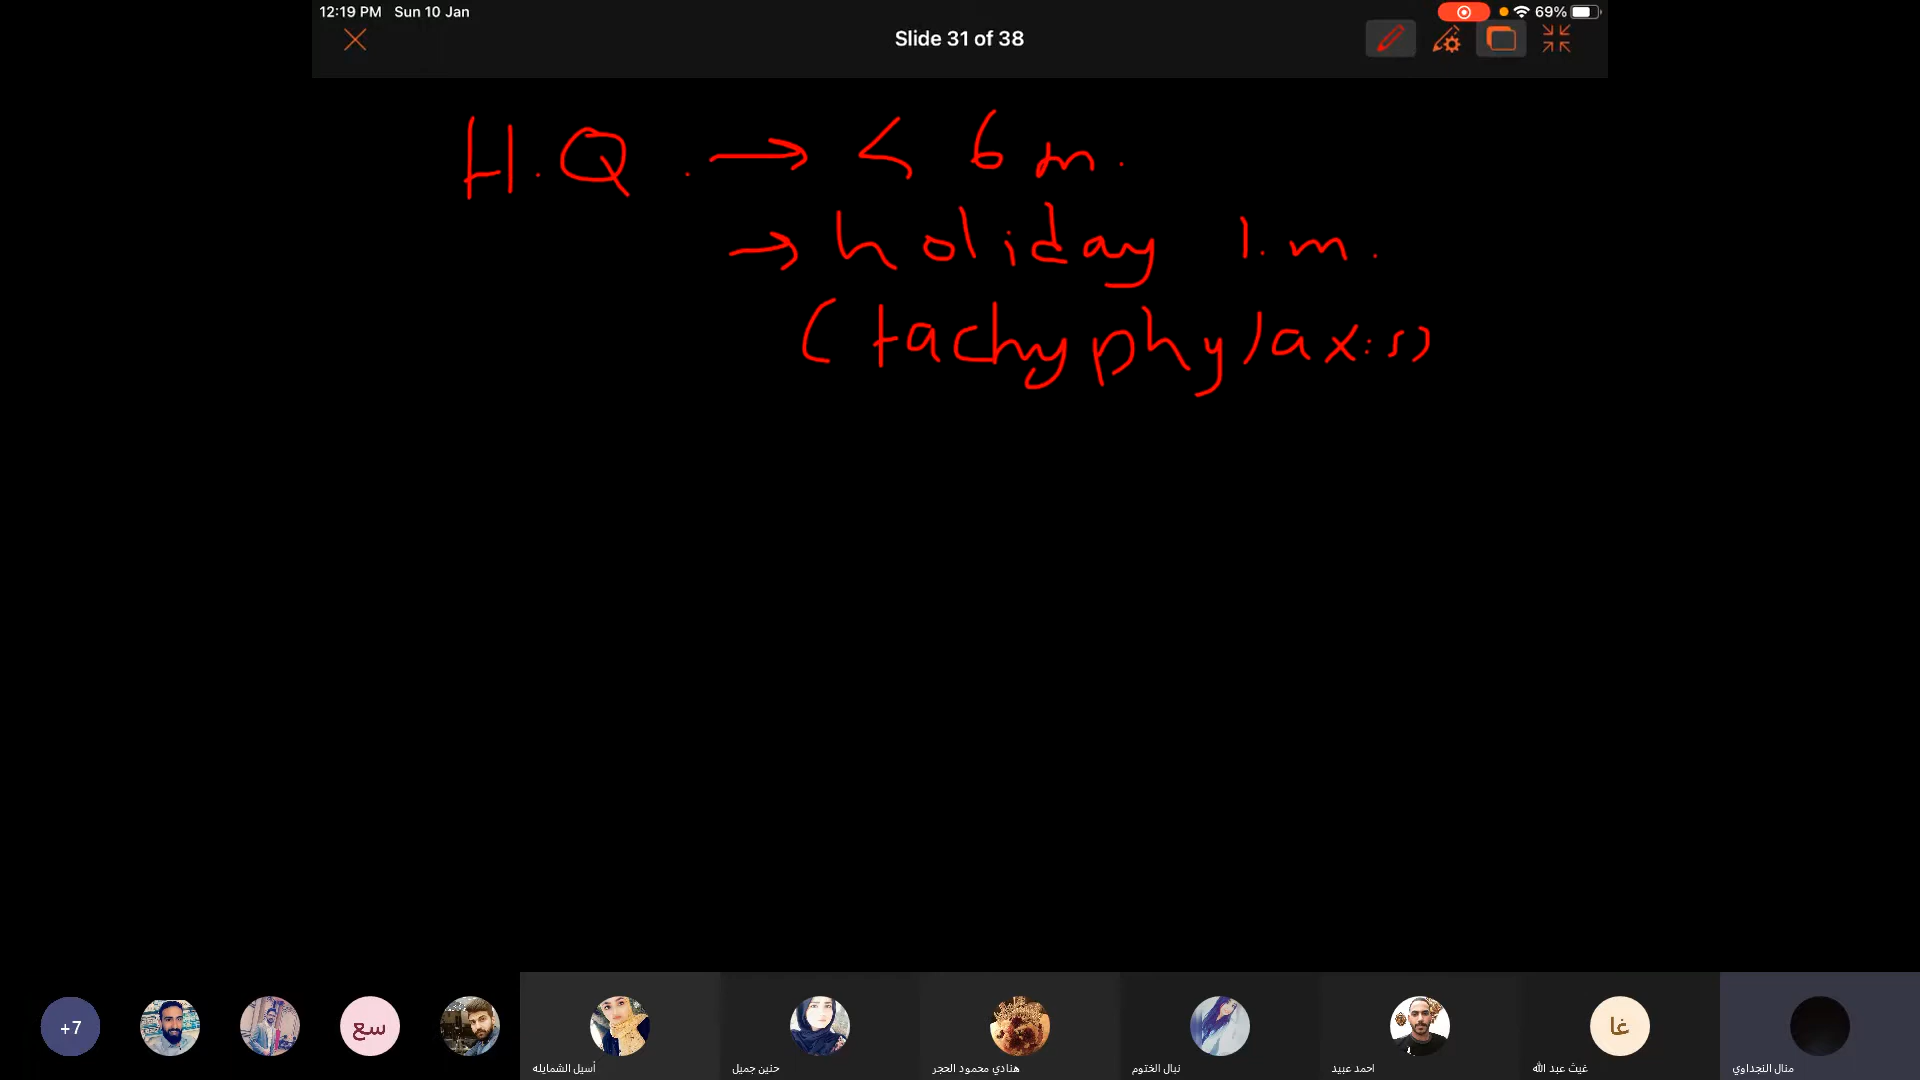 12:19 PM Sun 10 Jan
69%
Slide 31 of 38
H.Q. → < 6 m.
→ holiday 1.m.
(tachyphylaxis)
+7
سع
غا
أسيل الشمايله
حنين جميل
هنادي محمود الحجر
نبال الختوم
احمد عبيد
غيث عبد الله
منال النجداوي